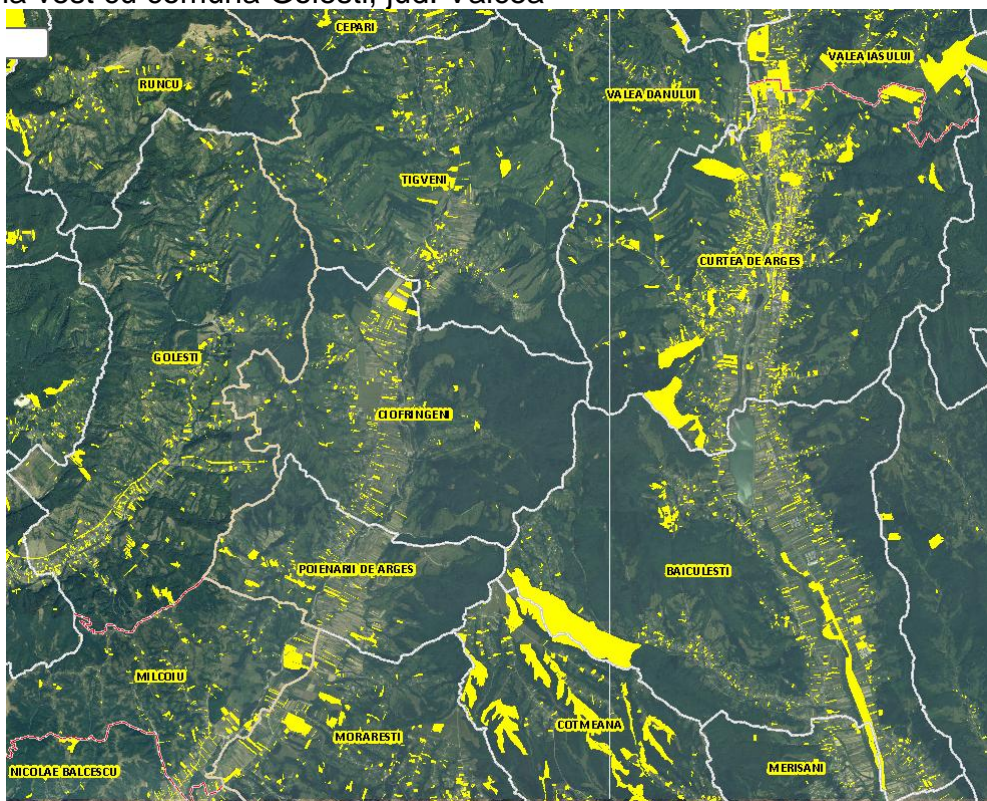 la vest cu comuna Golesti, jud. Valcea
CEPARI
VALEA IASULUI
RUNCU
VALEA DANULUI
TIGVENI
CURTEA DE ARGES
GOLESTI
CIOFRINGENI
POIENARII DE ARGES
BAICULESTI
MILCOIU
COTMEANA
MORARESTI
NICOLAE BALCESCU
MERISANI